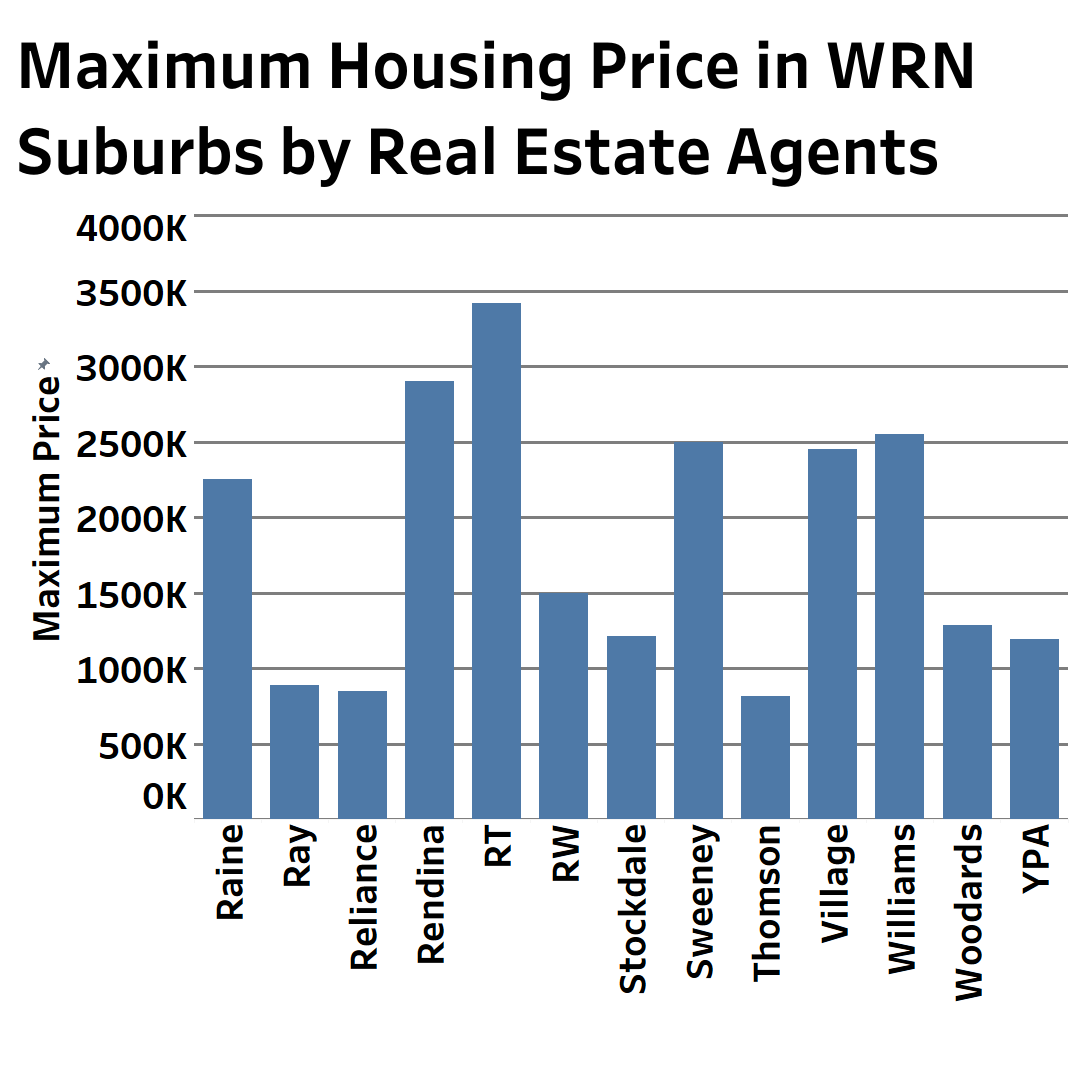 Maximum Housing Price in WRN
Suburbs by Real Estate Agents
4000K
3500K
3000K
2500K
2000K
1500K
1000K
500K
0K
Maximum Price
Raine
Ray
Reliance
Rendina
RT
RW
Stockdale
Sweeney
Thomson
Village
Williams
Woodards
YPA